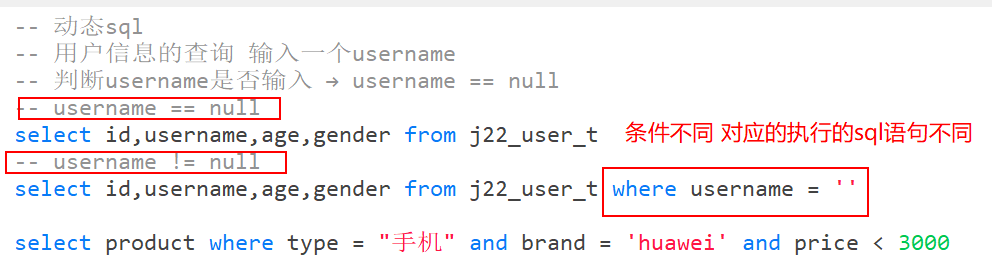 -- 动态sql
-- 用户信息的查询 输入一个username
-- 判断username是否输入 → username == null
-- username == null
select id,username,age,gender from j22_user_t 条件不同 对应的执行的sql语句不同
-- username != null
select id,username,age,gender from j22_user_t where username = ''
select product where type = "手机" and brand = 'huawei' and price < 3000